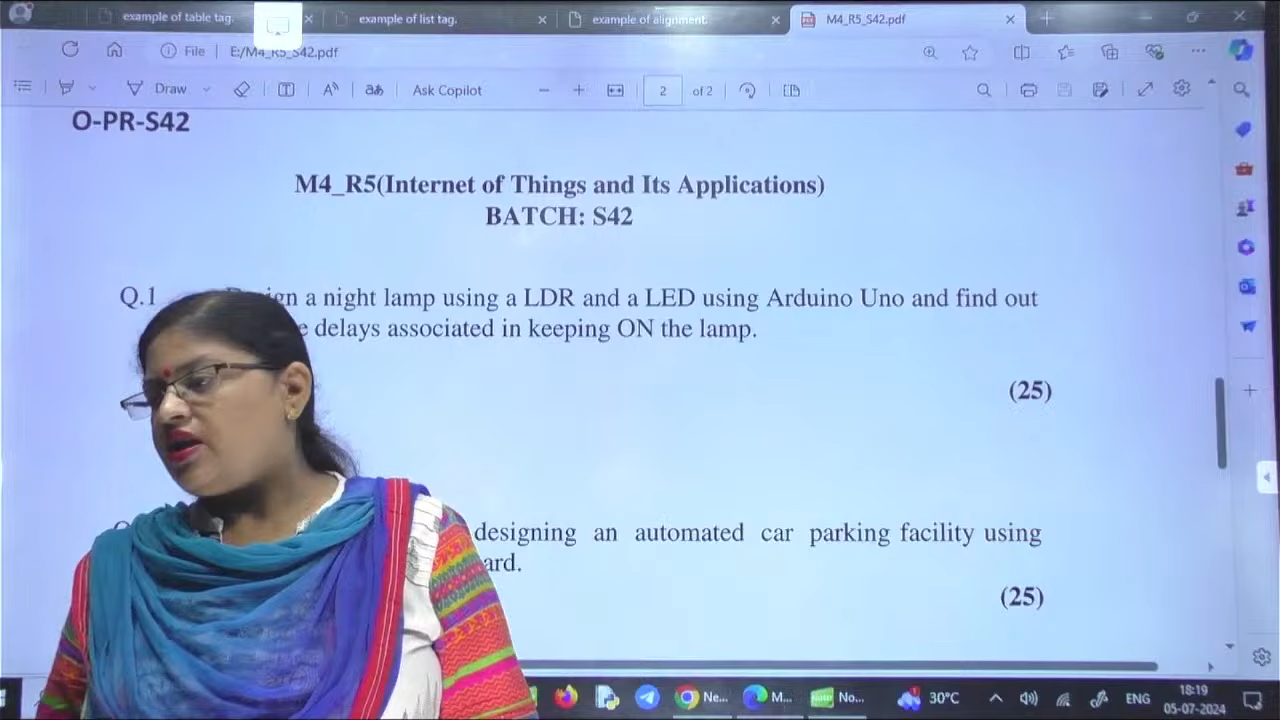 example of table tag.
example of list tag.
example of alignment.
M4_R5_S42.pdf
File
E:/M4_R5_S42.pdf
Draw
Ask Copilot
2
of 2
O-PR-S42
M4_R5(Internet of Things and Its Applications)
BATCH: S42
Q.1 a night lamp using a LDR and a LED using Arduino Uno and find out
delays associated in keeping ON the lamp.
(25)
designing an automated car parking facility using
(25)
Ne...
M...
No...
30°C
ENG
18:19
05-07-2024